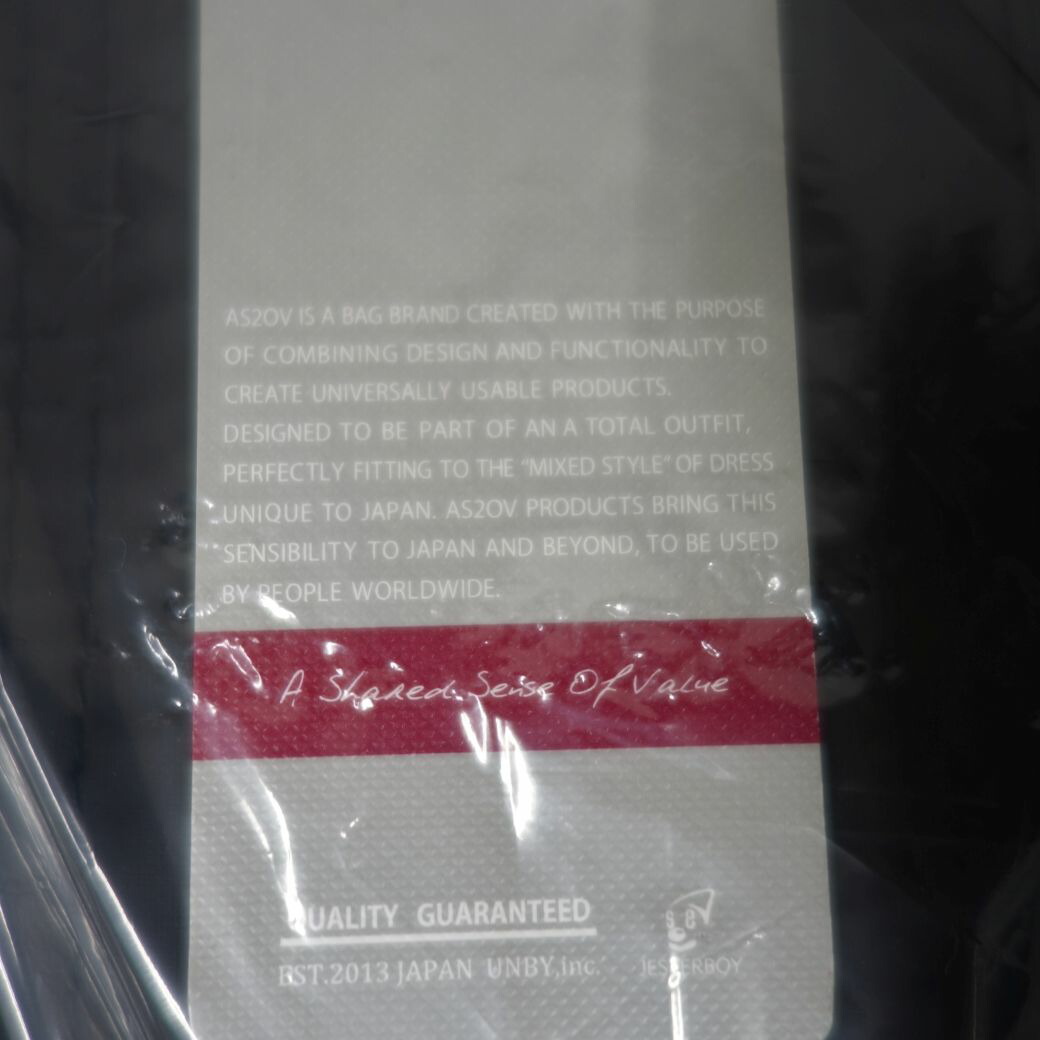 AS2OV IS A BAG BRAND CREATED WITH THE PURPOSE
OF COMBINING DESIGN AND FUNCTIONALITY TO
CREATE UNIVERSALLY USABLE PRODUCTS.
DESIGNED TO BE PART OF AN A TOTAL OUTFIT,
PERFECTLY FITTING TO THE "MIXED STYLE" OF DRESS
UNIQUE TO JAPAN. AS2OV PRODUCTS BRING THIS
SENSIBILITY TO JAPAN AND BEYOND, TO BE USED
BY PEOPLE WORLDWIDE.
A Shared Sense Of Value
QUALITY GUARANTEED
EST.2013 JAPAN UNBY,inc.